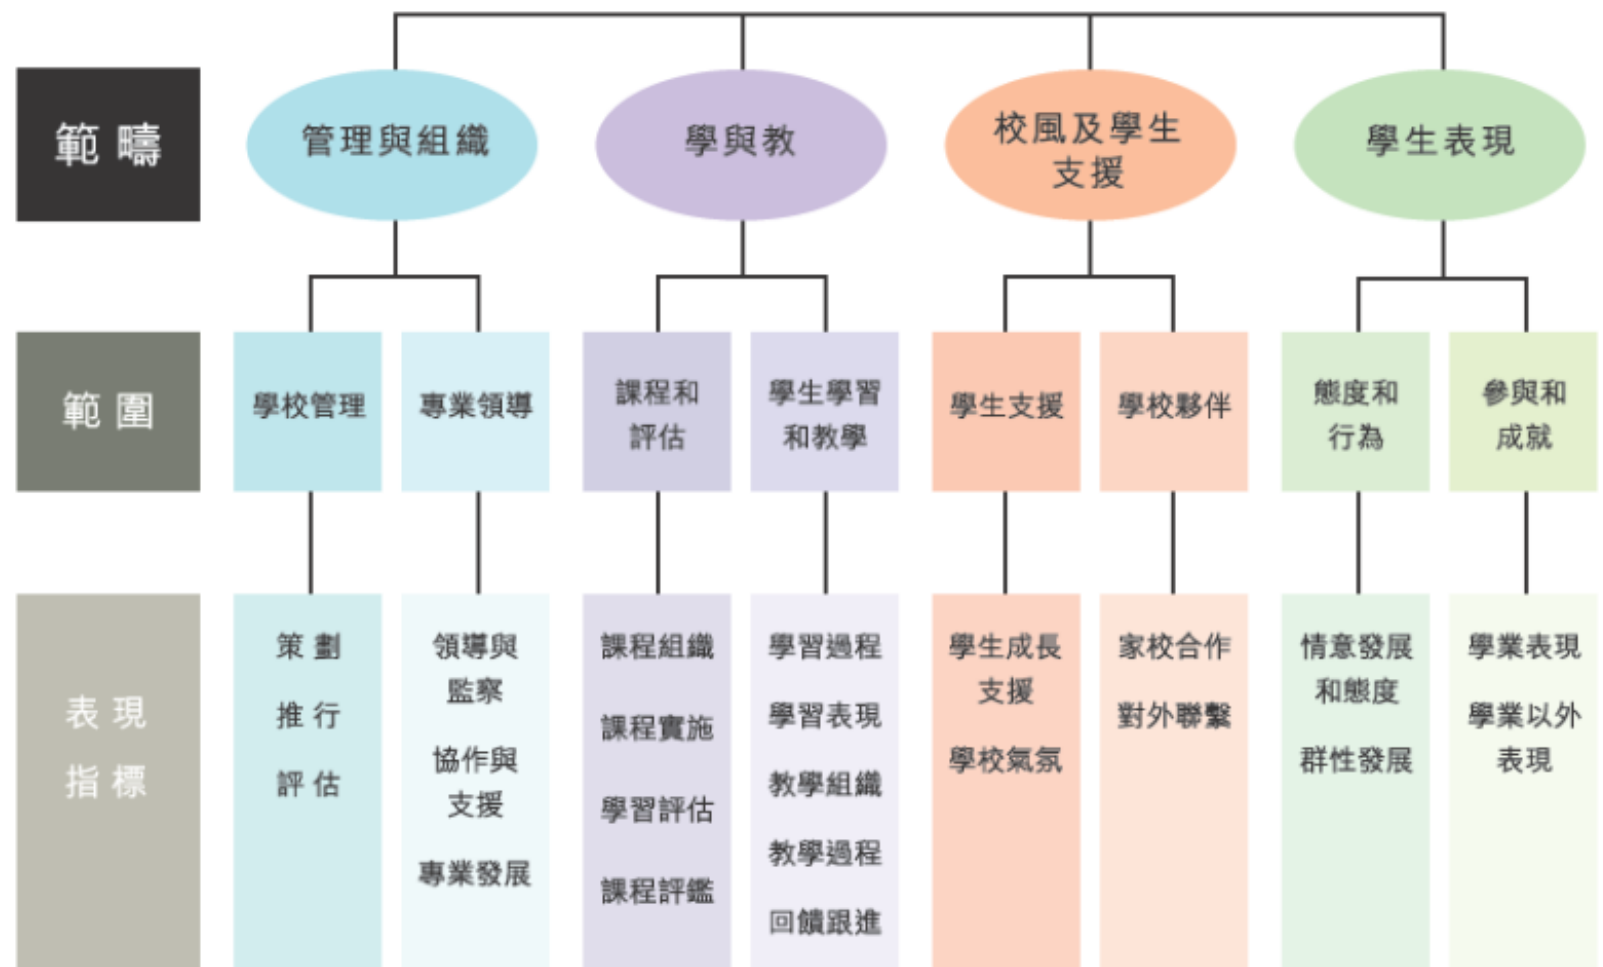 範疇
管理與組織
學與教
校風及學生
支援
學生表現
範圍
學校管理
專業領導
課程和
評估
學生學習
和教學
學生支援
學校夥伴
態度和
行為
參與和
成就
表現
指標
策劃
推行
評估
領導與
監察
協作與
支援
專業發展
課程組織
課程實施
學習評估
課程評鑑
學習過程
學習表現
教學組織
教學過程
回饋跟進
學生成長
支援
學校氣氛
家校合作
對外聯繫
情意發展
和態度
群性發展
學業表現
學業以外
表現